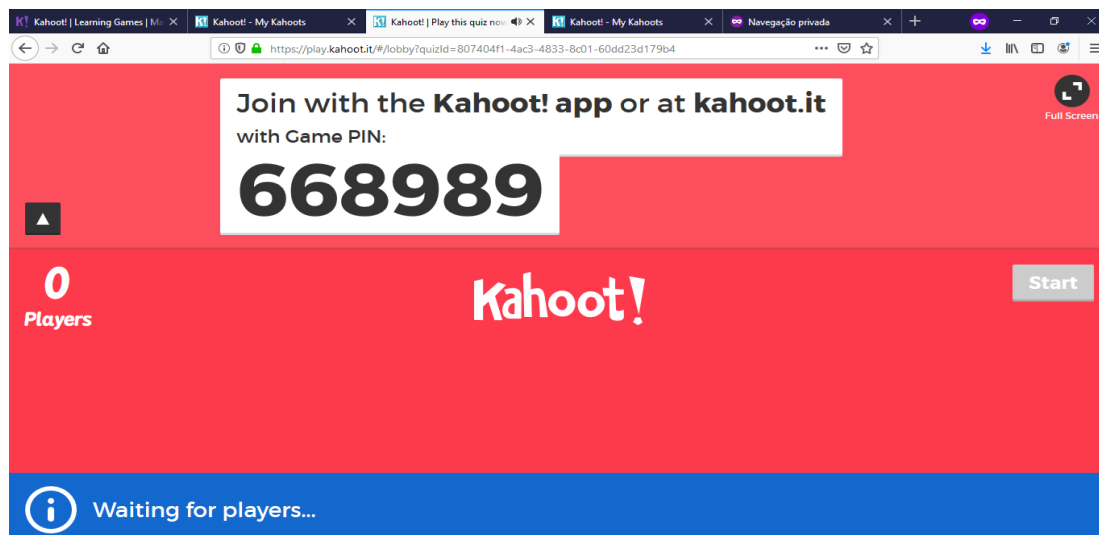 Kahoot! | Learning Games | Ma
Kahoot! - My Kahoots
Kahoot! | Play this quiz now
Kahoot! - My Kahoots
Navegação privada
https://play.kahoot.it/#/lobby?quizId=807404f1-4ac3-4833-8c01-60dd23d179b4
Join with the Kahoot! app or at kahoot.it
with Game PIN:
668989
Full Screen
0
Players
Kahoot!
Start
Waiting for players...